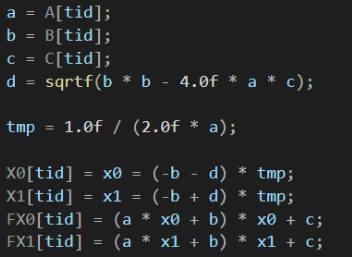 a = A[tid];
b = B[tid];
c = C[tid];
d = sqrtf(b * b - 4.0f * a * c);
tmp = 1.0f / (2.0f * a);
X0[tid] = x0 = (-b - d) * tmp;
X1[tid] = x1 = (-b + d) * tmp;
FX0[tid] = (a * x0 + b) * x0 + c;
FX1[tid] = (a * x1 + b) * x1 + c;